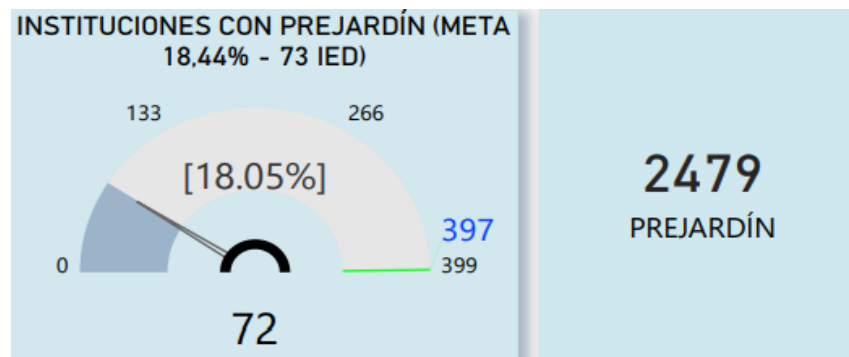 INSTITUCIONES CON PREJARDÍN (META
18,44% - 73 IED)
133
266
[18.05%]
397
0
399
72
2479
PREJARDÍN